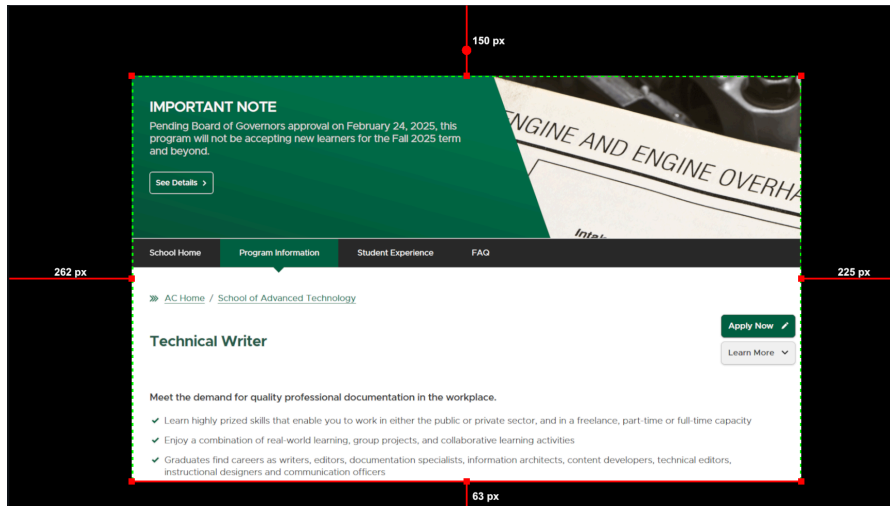 150 px
IMPORTANT NOTE
Pending Board of Governors approval on February 24, 2025, this
program will not be accepting new learners for the Fall 2025 term
and beyond.
See Details >
NGINE AND ENGINE OVERHA
Intak
School Home Program Information Student Experience FAQ
262 px
225 px
AC Home / School of Advanced Technology
Technical Writer
Apply Now
Learn More
Meet the demand for quality professional documentation in the workplace.
Learn highly prized skills that enable you to work in either the public or private sector, and in a freelance, part-time or full-time capacity
Enjoy a combination of real-world learning, group projects, and collaborative learning activities
Graduates find careers as writers, editors, documentation specialists, information architects, content developers, technical editors,
instructional designers and communication officers
63 px